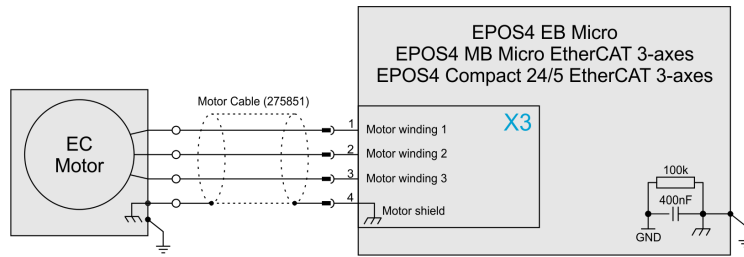 EPOS4 EB Micro
EPOS4 MB Micro EtherCAT 3-axes
EPOS4 Compact 24/5 EtherCAT 3-axes
Motor Cable (275851)
X3
EC
Motor
1
Motor winding 1
2
Motor winding 2
3
Motor winding 3
4
Motor shield
100k
400nF
GND